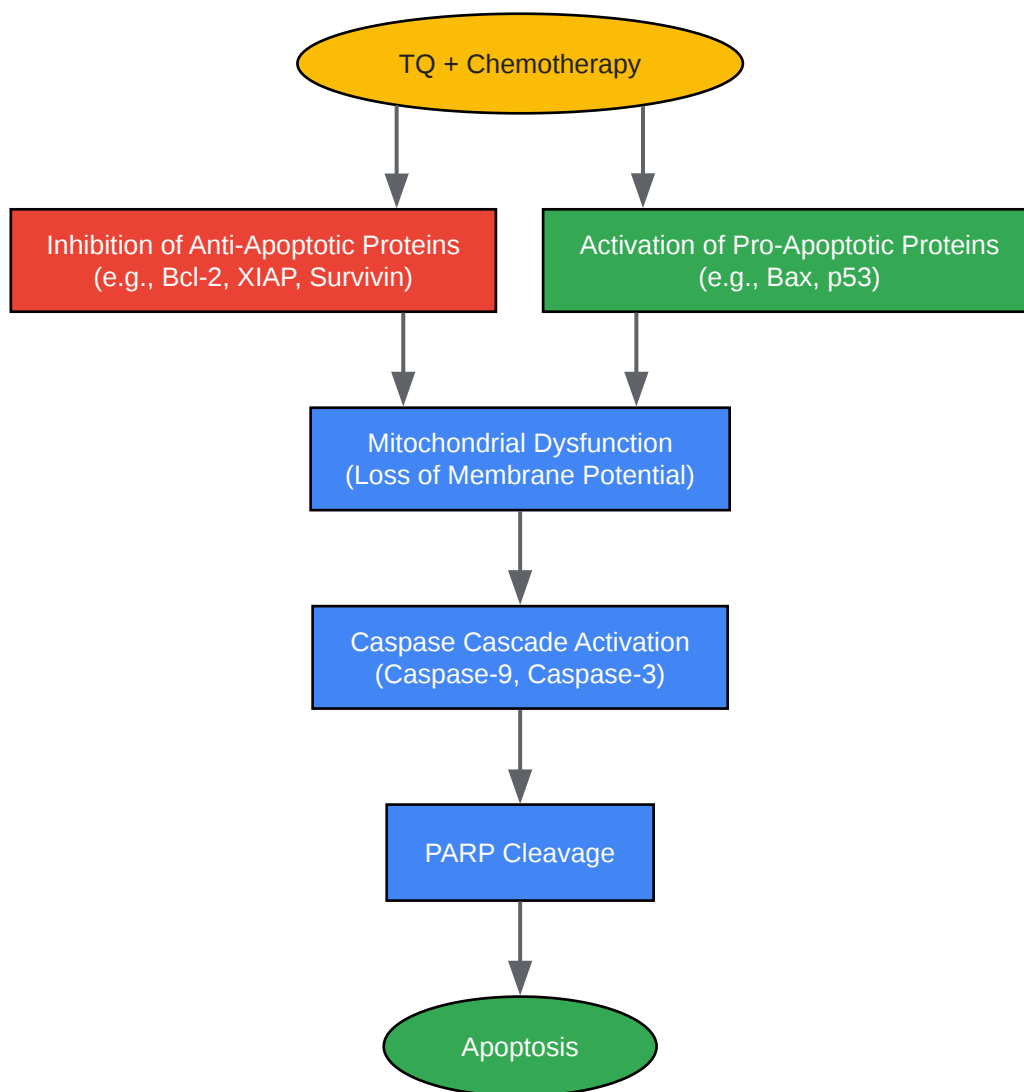 TQ + Chemotherapy
Inhibition of Anti-Apoptotic Proteins
(e.g., Bcl-2, XIAP, Survivin)
Activation of Pro-Apoptotic Proteins
(e.g., Bax, p53)
Mitochondrial Dysfunction
(Loss of Membrane Potential)
Caspase Cascade Activation
(Caspase-9, Caspase-3)
PARP Cleavage
Apoptosis